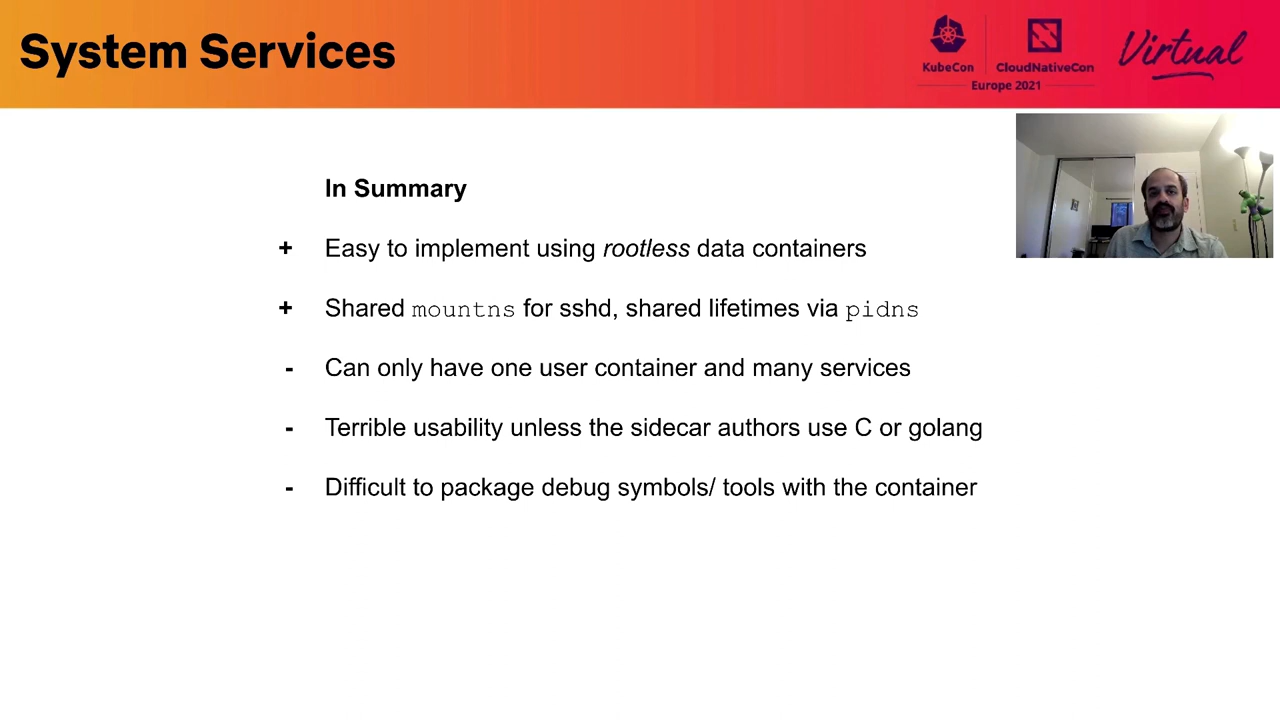 System Services
KubeCon
CloudNativeCon
Europe 2021
Virtual
In Summary
+ Easy to implement using rootless data containers
+ Shared mountns for sshd, shared lifetimes via pidns
- Can only have one user container and many services
- Terrible usability unless the sidecar authors use C or golang
- Difficult to package debug symbols/ tools with the container